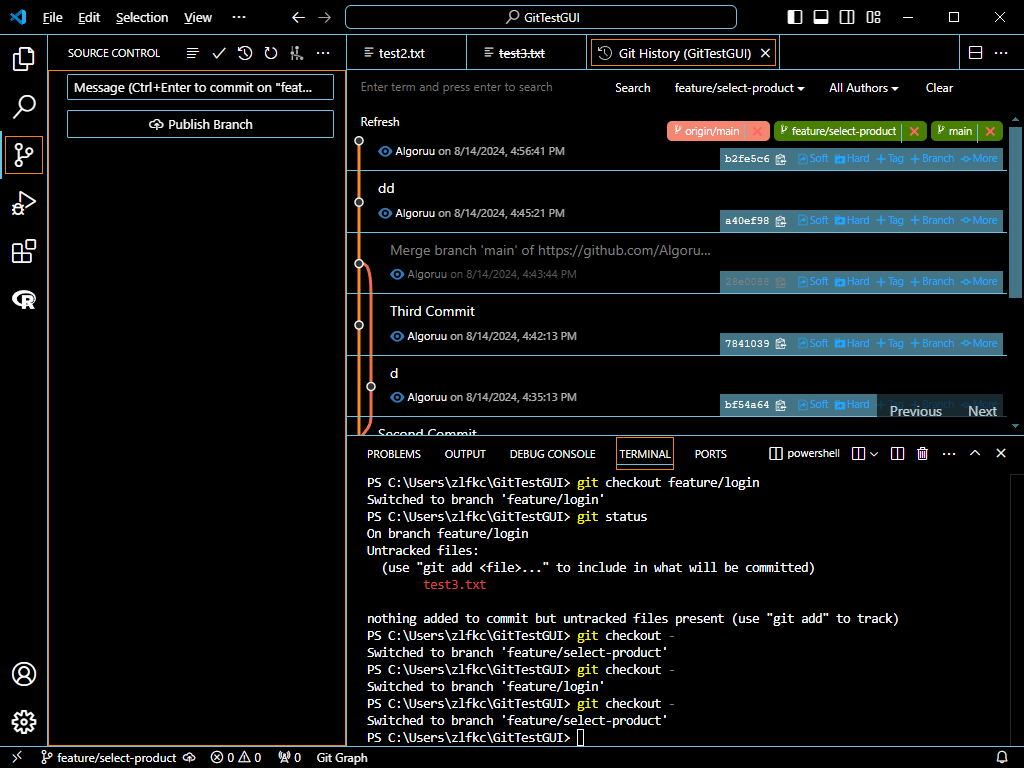 File Edit Selection View ··· GitTestGUI
SOURCE CONTROL ···
test2.txt test3.txt Git History (GitTestGUI)
Message (Ctrl+Enter to commit on "feat...
Publish Branch
Enter term and press enter to search Search feature/select-product All Authors Clear
Refresh
origin/main feature/select-product main
Algoruu on 8/14/2024, 4:56:41 PM
b2fe5c6 Soft Hard +Tag +Branch More
dd
Algoruu on 8/14/2024, 4:45:21 PM
a40ef98 Soft Hard +Tag +Branch More
Merge branch 'main' of https://github.com/Algoru...
Algoruu on 8/14/2024, 4:43:44 PM
Soft Hard +Tag +Branch More
Third Commit
Algoruu on 8/14/2024, 4:42:13 PM
7841039 Soft Hard +Tag +Branch More
d
Algoruu on 8/14/2024, 4:35:13 PM
bf54a64 Soft Hard
Previous Next
Second Commit
PROBLEMS OUTPUT DEBUG CONSOLE TERMINAL PORTS powershell ···
PS C:\Users\zlfkc\GitTestGUI> git checkout feature/login
Switched to branch 'feature/login'
PS C:\Users\zlfkc\GitTestGUI> git status
On branch feature/login
Untracked files:
(use "git add <file>..." to include in what will be committed)
test3.txt
nothing added to commit but untracked files present (use "git add" to track)
PS C:\Users\zlfkc\GitTestGUI> git checkout -
Switched to branch 'feature/select-product'
PS C:\Users\zlfkc\GitTestGUI> git checkout -
Switched to branch 'feature/login'
PS C:\Users\zlfkc\GitTestGUI> git checkout -
Switched to branch 'feature/select-product'
PS C:\Users\zlfkc\GitTestGUI>
feature/select-product 0 0 0 Git Graph